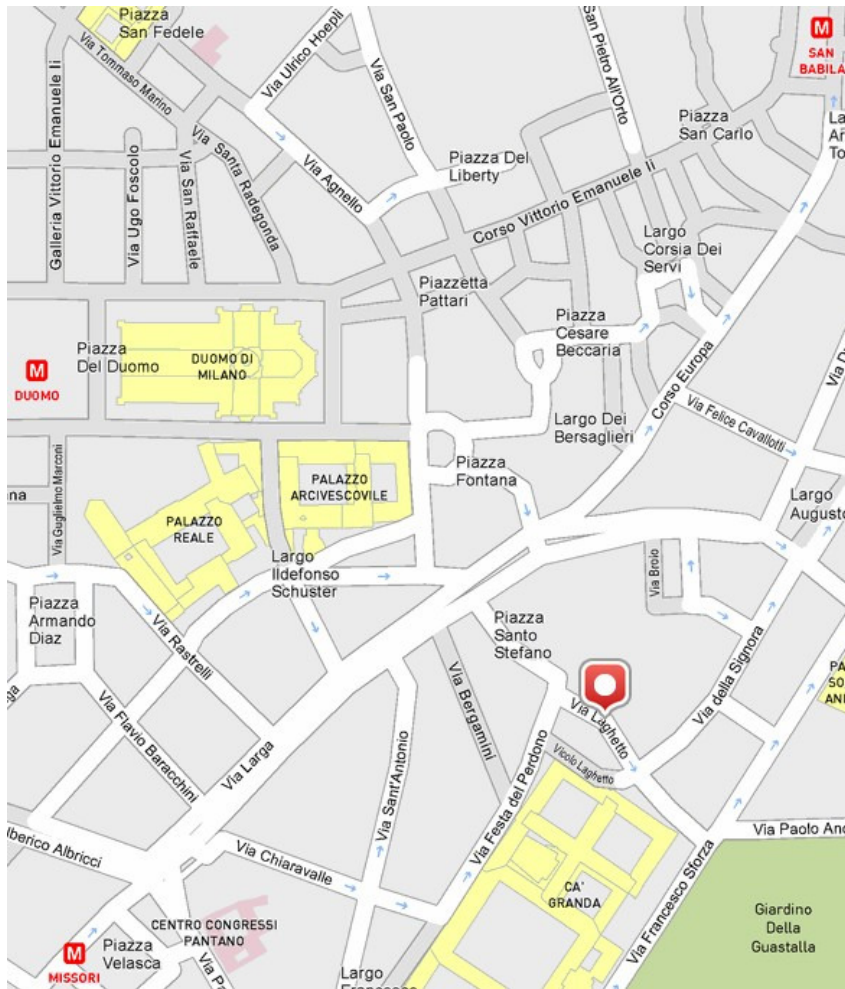 Piazza
San Fedele
M
SAN
BABILA
Via Tommaso Marino
Via Ulrico Hoepli
Via San Paolo
San Pietro All'Orto
Galleria Vittorio Emanuele Ii
Via Ugo Foscolo
Via San Raffaele
Via Santa Radegonda
Via Agnello
Piazza
San Carlo
Piazza Del
Liberty
Corso Vittorio Emanuele Ii
Largo
Corsia Dei
Servi
Piazzetta
Pattari
Piazza
Cesare
Beccaria
Piazza
Del Duomo
DUOMO DI
MILANO
M
DUOMO
Corso Europa
Via Felice Cavallotti
Largo Dei
Bersaglieri
Via Guglielmo Marconi
PALAZZO
ARCIVESCOVILE
Piazza
Fontana
PALAZZO
REALE
Largo
Augusto
Largo
Ildefonso
Schuster
Via Broio
Piazza
Armando
Diaz
Via Rastrelli
Piazza
Santo
Stefano
Via Bergamini
Via della Signora
Via Laghetto
Vicolo Laghetto
Via Flavio Baracchini
Via Larga
Via Sant'Antonio
Via Festa del Perdono
Albricci
Via Chiaravalle
Via Paolo
CA'
GRANDA
Via Francesco Sforza
Giardino
Della
Guastalla
CENTRO CONGRESSI
PANTANO
M
MISSORI
Piazza
Velasca
Largo